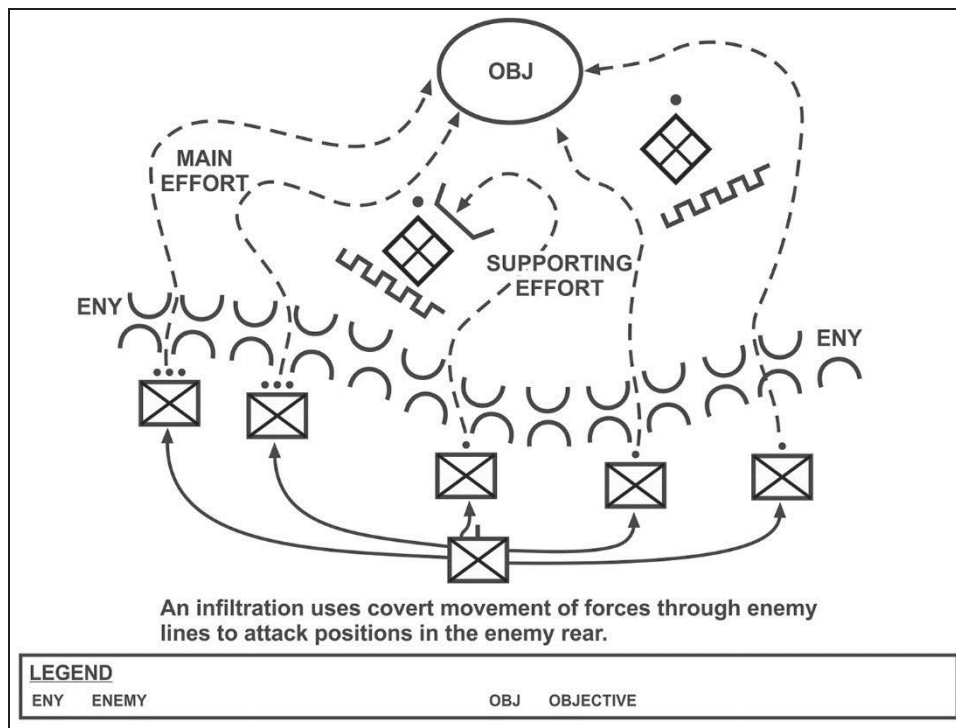 OBJ
MAIN
EFFORT
SUPPORTING
EFFORT
ENY
ENY
An infiltration uses covert movement of forces through enemy
lines to attack positions in the enemy rear.
LEGEND
ENY ENEMY OBJ OBJECTIVE